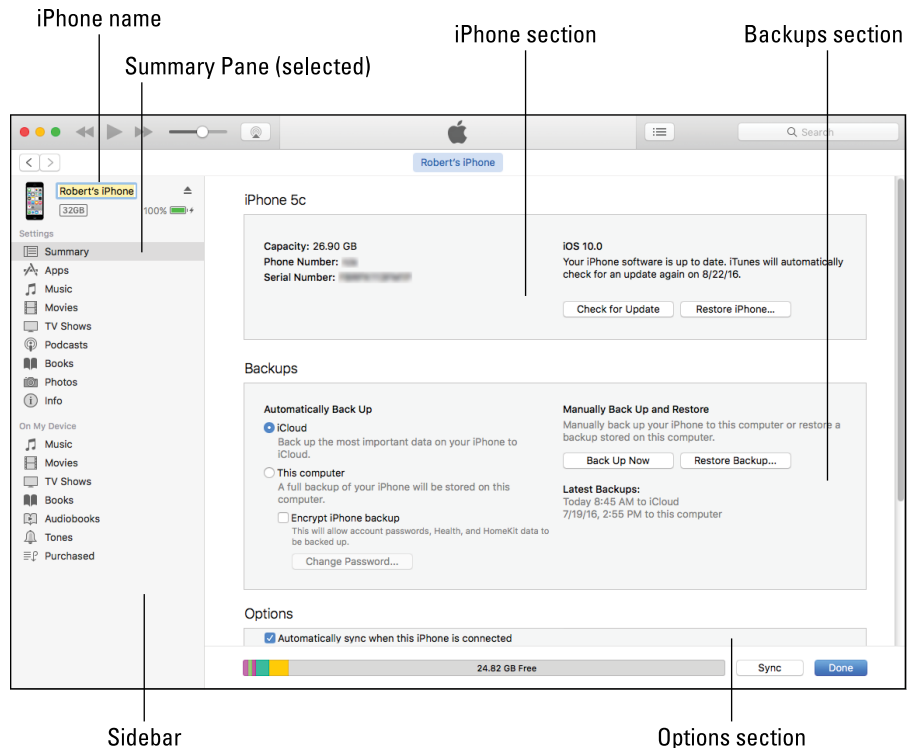 iPhone name
iPhone section
Backups section
Summary Pane (selected)
Search
Robert's iPhone
Robert's iPhone
32GB
100%
Settings
Summary
Apps
Music
Movies
TV Shows
Podcasts
Books
Photos
Info
On My Device
Music
Movies
TV Shows
Books
Audiobooks
Tones
Purchased
iPhone 5c
Capacity: 26.90 GB
Phone Number:
Serial Number:
iOS 10.0
Your iPhone software is up to date. iTunes will automatically
check for an update again on 8/22/16.
Check for Update
Restore iPhone...
Backups
Automatically Back Up
iCloud
Back up the most important data on your iPhone to
iCloud.
This computer
A full backup of your iPhone will be stored on this
computer.
Encrypt iPhone backup
This will allow account passwords, Health, and HomeKit data to
be backed up.
Change Password...
Manually Back Up and Restore
Manually back up your iPhone to this computer or restore a
backup stored on this computer.
Back Up Now
Restore Backup...
Latest Backups:
Today 8:45 AM to iCloud
7/19/16, 2:55 PM to this computer
Options
Automatically sync when this iPhone is connected
24.82 GB Free
Sync
Done
Sidebar
Options section